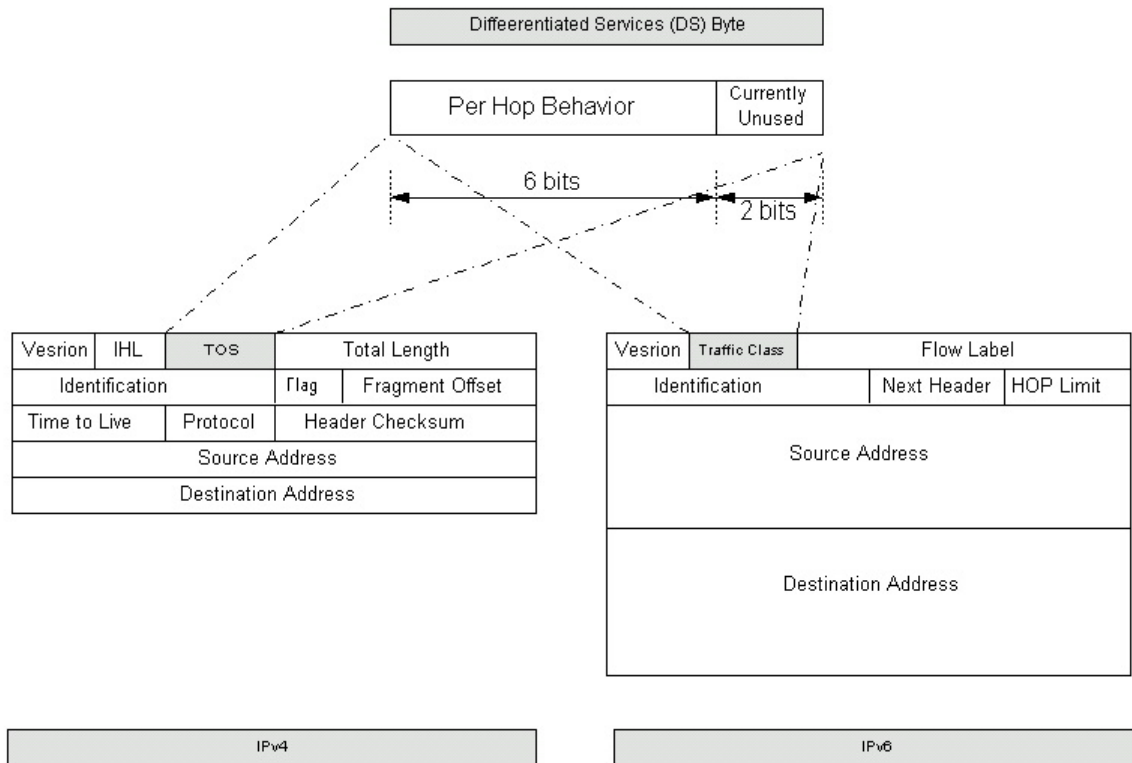 Diffeerentiated Services (DS) Byte
Per Hop Behavior
Currently
Unused
6 bits
2 bits
Vesrion IHL TOS Total Length
Identification Flag Fragment Offset
Time to Live Protocol Header Checksum
Source Address
Destination Address
Vesrion Traffic Class Flow Label
Identification Next Header HOP Limit
Source Address
Destination Address
IPv4
IPv6